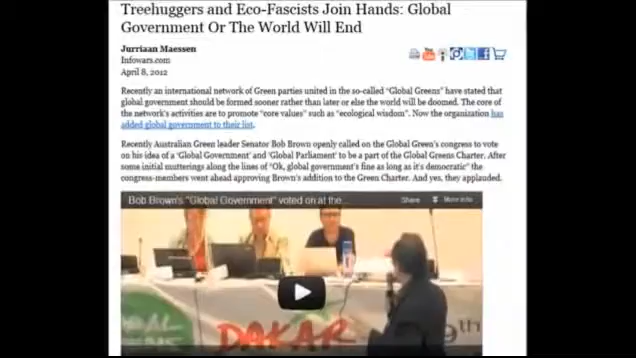 Treehuggers and Eco-Fascists Join Hands: Global
Government Or The World Will End
Jurriaan Maessen
Infowars.com
April 8, 2012
You
Recently an international network of Green parties united in the so-called "Global Greens" have stated that
global government should be formed sooner rather than later or else the world will be doomed. The core of
the network's activities are to promote "core values" such as "ecological wisdom". Now the organization has
added global government to their list.
Recently Australian Green leader Senator Bob Brown openly called on the Global Green's congress to vote
on his idea of a 'Global Government' and 'Global Parliament' to be a part of the Global Greens Charter. After
some initial mutterings along the lines of "Ok, global government's fine as long as it's democratic" the
congress-members went ahead approving Brown's addition to the Green Charter. And yes, they applauded.
Bob Brown's "Global Government" voted on at the...
Share
More info
DAKAR
9th